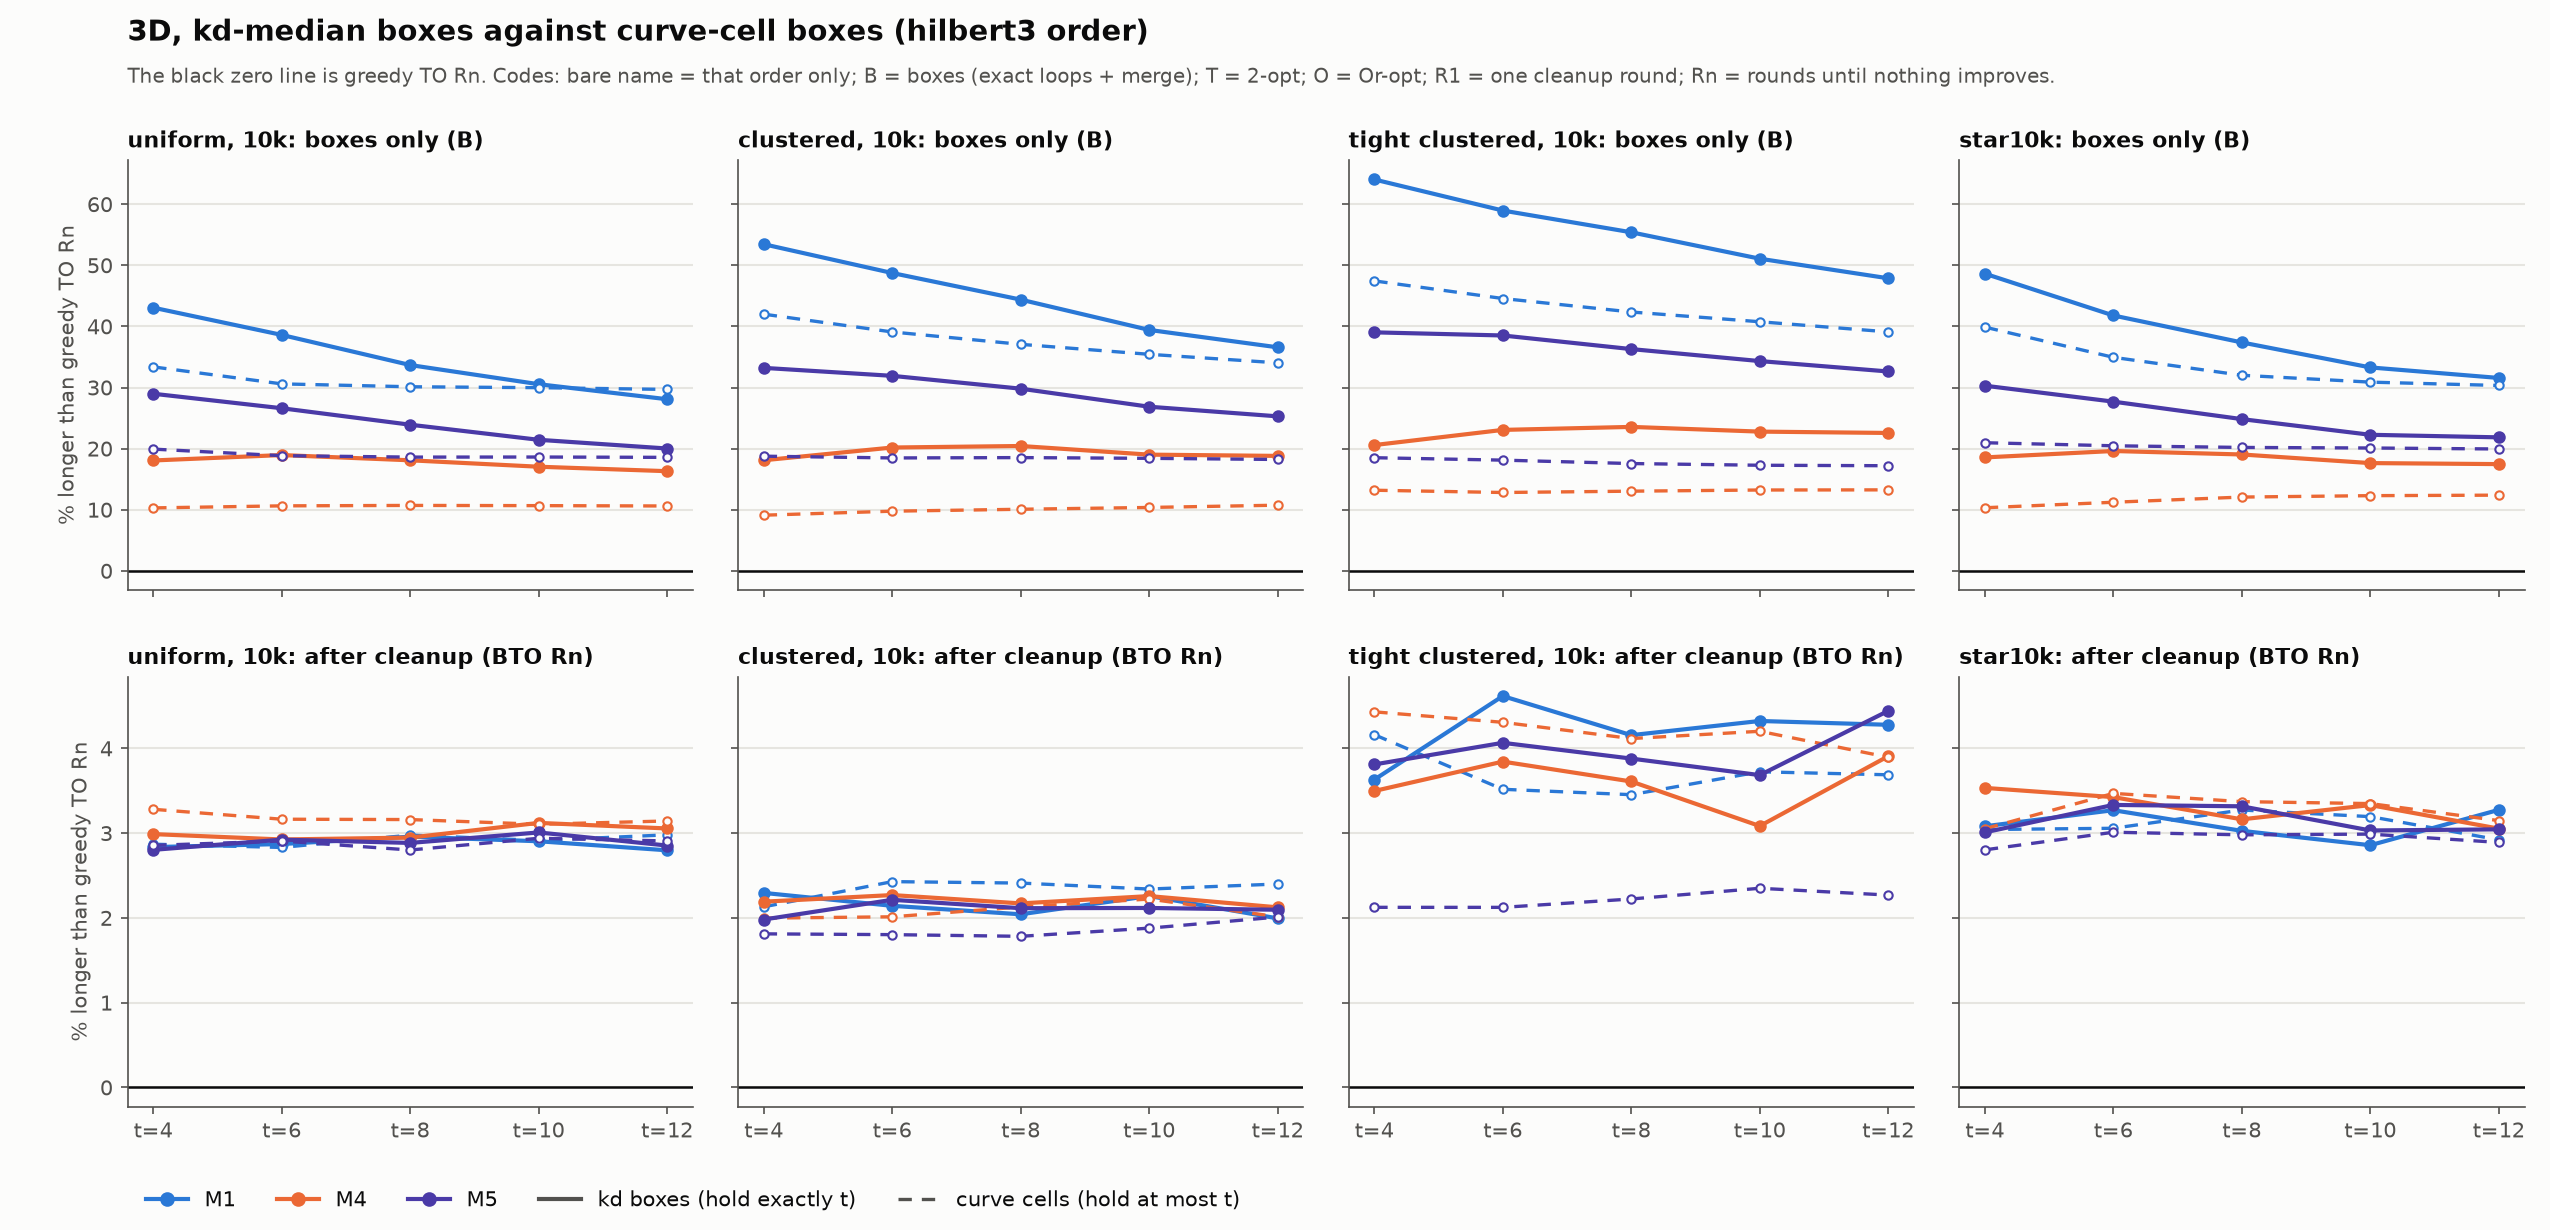 3D, kd-median boxes against curve-cell boxes (hilbert3 order)
The black zero line is greedy TO Rn. Codes: bare name = that order only; B = boxes (exact loops + merge); T = 2-opt; O = Or-opt; R1 = one cleanup round; Rn = rounds until nothing improves.
uniform, 10k: boxes only (B)
clustered, 10k: boxes only (B)
tight clustered, 10k: boxes only (B)
star10k: boxes only (B)
% longer than greedy TO Rn
60
50
40
30
20
10
0
uniform, 10k: after cleanup (BTO Rn)
clustered, 10k: after cleanup (BTO Rn)
tight clustered, 10k: after cleanup (BTO Rn)
star10k: after cleanup (BTO Rn)
% longer than greedy TO Rn
4
3
2
1
0
t=4 t=6 t=8 t=10 t=12
t=4 t=6 t=8 t=10 t=12
t=4 t=6 t=8 t=10 t=12
t=4 t=6 t=8 t=10 t=12
M1 M4 M5 kd boxes (hold exactly t) curve cells (hold at most t)